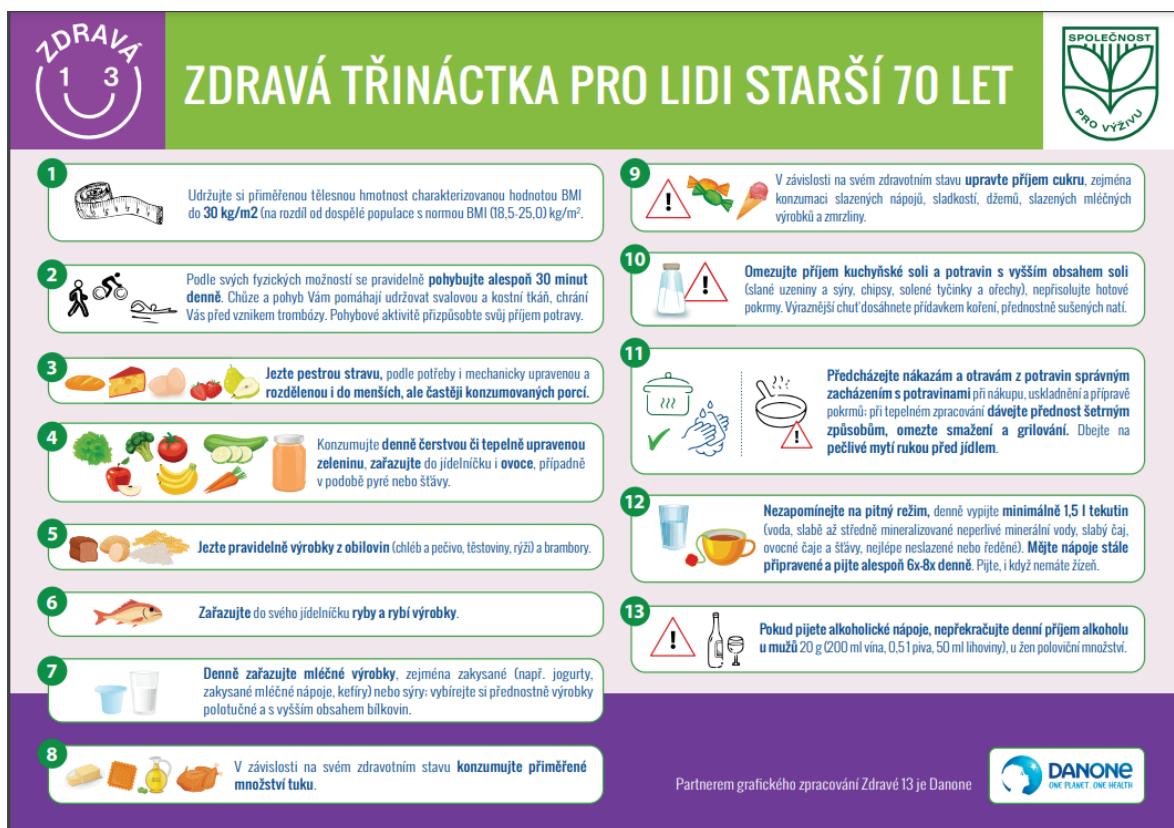 ZDRAVÁ
1 3
ZDRAVÁ TŘINÁCTKA PRO LIDI STARŠÍ 70 LET
SPOLEČNOST
PRO VÝŽIVU
1
Udržujte si přiměřenou tělesnou hmotnost charakterizovanou hodnotou BMI
do 30 kg/m2 (na rozdíl od dospělé populace s normou BMI (18,5-25,0) kg/m².
2
Podle svých fyzických možností se pravidelně pohybujte alespoň 30 minut
denně. Chůze a pohyb Vám pomáhají udržovat svalovou a kostní tkáň, chrání
Vás před vznikem trombózy. Pohybové aktivitě přizpůsobte svůj příjem potravy.
3
Jezte pestrou stravu, podle potřeby i mechanicky upravenou a
rozdělenou i do menších, ale častěji konzumovaných porcí.
4
Konzumujte denně čerstvou či tepelně upravenou
zeleninu, zařazujte do jídelníčku i ovoce, případně
v podobě pyré nebo šťávy.
5
Jezte pravidelně výrobky z obilovin (chléb a pečivo, těstoviny, rýži) a brambory.
6
Zařazujte do svého jídelníčku ryby a rybí výrobky.
7
Denně zařazujte mléčné výrobky, zejména zakysané (např. jogurty,
zakysané mléčné nápoje, kefíry) nebo sýry; vybírejte si přednostně výrobky
polotučné a s vyšším obsahem bílkovin.
8
V závislosti na svém zdravotním stavu konzumujte přiměřené
množství tuku.
9
V závislosti na svém zdravotním stavu upravte příjem cukru, zejména
konzumaci slazených nápojů, sladkostí, džemů, slazených mléčných
výrobků a zmrzliny.
10
Omezujte příjem kuchyňské soli a potravin s vyšším obsahem soli
(slané uzeniny a sýry, chipsy, solené tyčinky a ořechy), nepřisolujte hotové
pokrmy. Výraznější chuť dosáhnete přídavkem koření, přednostně sušených natí.
11
Předcházejte nákazám a otravám z potravin správným
zacházením s potravinami při nákupu, uskladnění a přípravě
pokrmů; při tepelném zpracování dávejte přednost šetrným
způsobům, omezte smažení a grilování. Dbejte na
pečlivé mytí rukou před jídlem.
12
Nezapomínejte na pitný režim, denně vypijte minimálně 1,5 l tekutin
(voda, slabě až středně mineralizované neperlivé minerální vody, slabý čaj,
ovocné čaje a šťávy, nejlépe neslazené nebo ředěné). Mějte nápoje stále
připravené a pijte alespoň 6x-8x denně. Pijte, i když nemáte žízeň.
13
Pokud pijete alkoholické nápoje, nepřekračujte denní příjem alkoholu
u mužů 20 g (200 ml vína, 0,5 l piva, 50 ml lihoviny), u žen poloviční množství.
Partnerem grafického zpracování Zdravé 13 je Danone
DANONE
ONE PLANET. ONE HEALTH